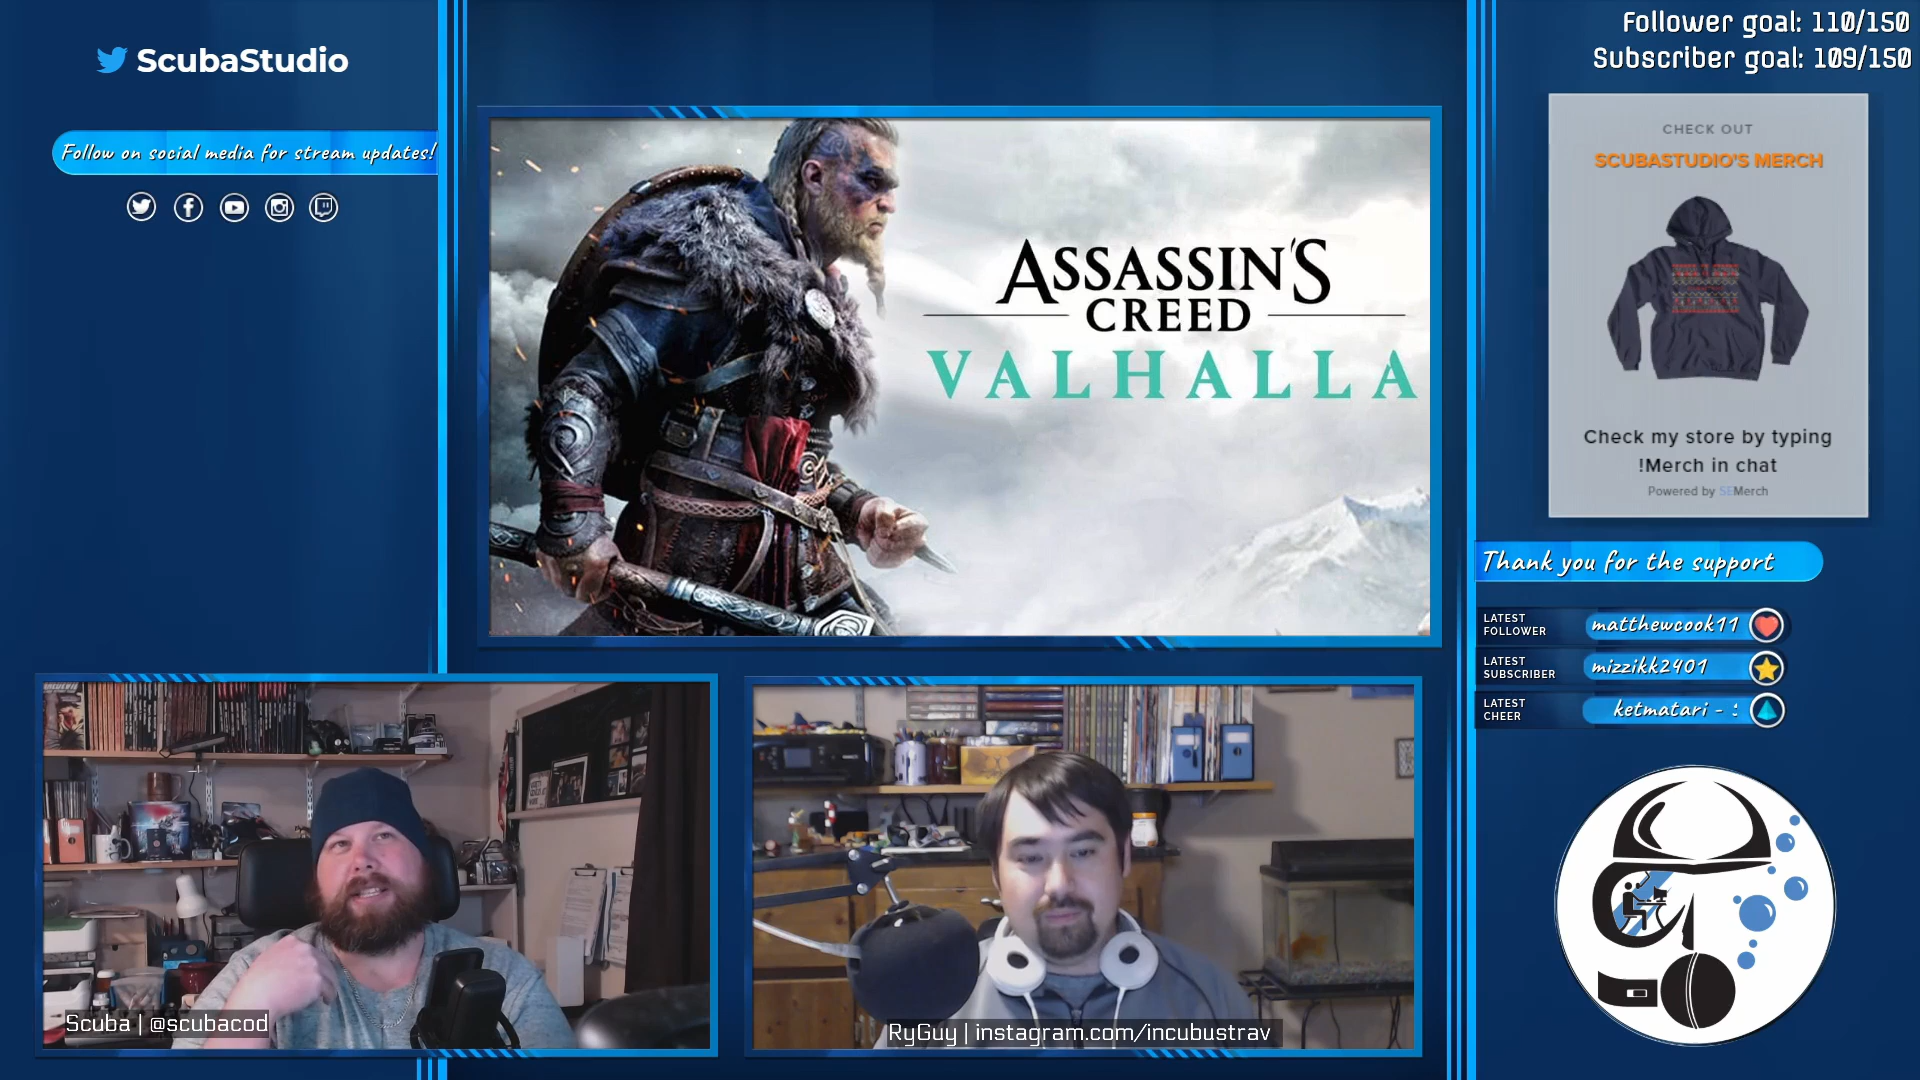 ScubaStudio
Follow on social media for stream updates!
ASSASSIN'S
CREED
VALHALLA
Follower goal: 110/150
Subscriber goal: 109/150
CHECK OUT
SCUBASTUDIO'S MERCH
Check my store by typing
!Merch in chat
Powered by SEMerch
Thank you for the support
LATEST
FOLLOWER
matthewcook11
LATEST
SUBSCRIBER
mizzikk2401
LATEST
CHEER
ketmatari -
Scuba | @scubacod
RyGuy | instagram.com/incubustrav